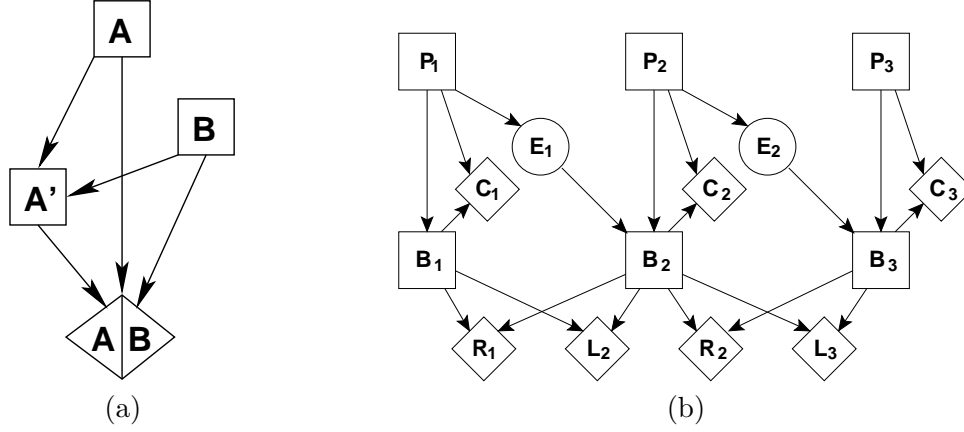 A
B
A’
A B
(a)
P1 P2 P3
E1 E2
C1 C2 C3
B1 B2 B3
R1 L2 R2 L3
(b)